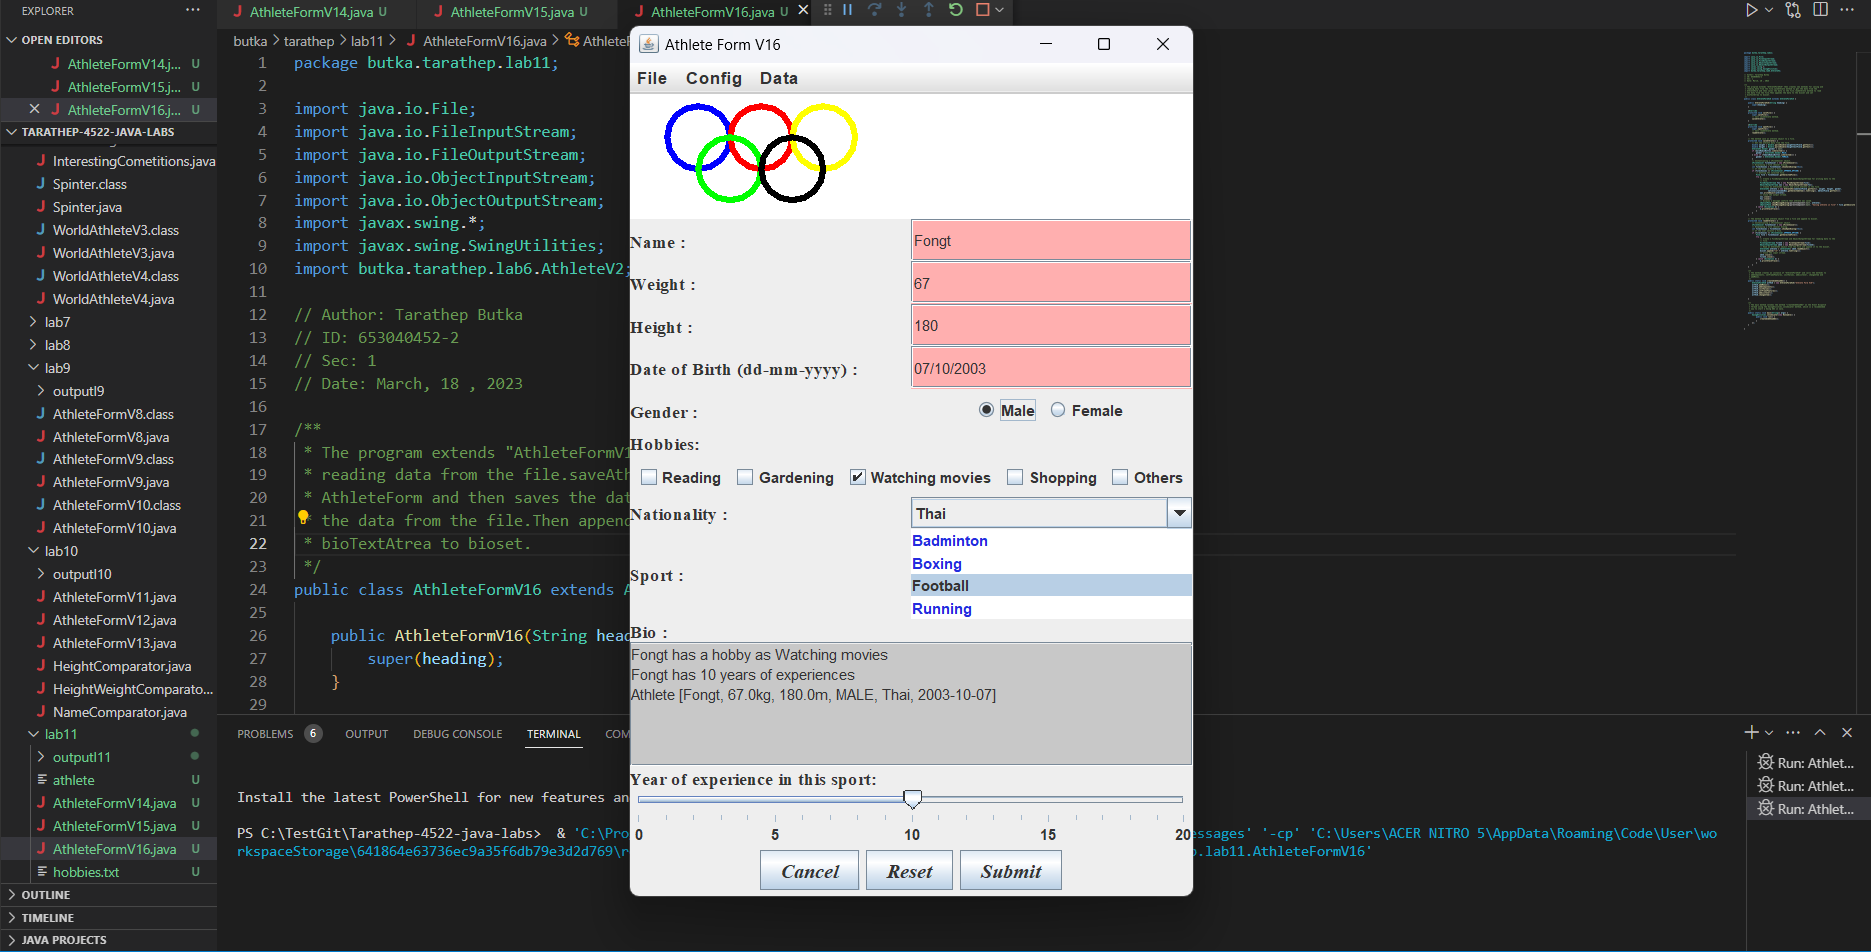 EXPLORER
OPEN EDITORS
AthleteFormV14.j... U
AthleteFormV15.j... U
AthleteFormV16.j... U
TARATHEP-4522-JAVA-LABS
InterestingCometitions.java
Spinter.class
Spinter.java
WorldAthleteV3.class
WorldAthleteV3.java
WorldAthleteV4.class
WorldAthleteV4.java
lab7
lab8
lab9
outputl9
AthleteFormV8.class
AthleteFormV8.java
AthleteFormV9.class
AthleteFormV9.java
AthleteFormV10.class
AthleteFormV10.java
lab10
outputl10
AthleteFormV11.java
AthleteFormV12.java
AthleteFormV13.java
HeightComparator.java
HeightWeightComparato...
NameComparator.java
lab11
outputl11
athlete U
AthleteFormV14.java U
AthleteFormV15.java U
AthleteFormV16.java U
hobbies.txt U
OUTLINE
TIMELINE
JAVA PROJECTS
AthleteFormV14.java U
AthleteFormV15.java U
AthleteFormV16.java U
butka > tarathep > lab11 > AthleteFormV16.java > AthleteF
1 package butka.tarathep.lab11;
2
3 import java.io.File;
4 import java.io.FileInputStream;
5 import java.io.FileOutputStream;
6 import java.io.ObjectInputStream;
7 import java.io.ObjectOutputStream;
8 import javax.swing.*;
9 import javax.swing.SwingUtilities;
10 import butka.tarathep.lab6.AthleteV2;
11
12 // Author: Tarathep Butka
13 // ID: 653040452-2
14 // Sec: 1
15 // Date: March, 18 , 2023
16
17 /**
18 * The program extends "AthleteFormV1
19 * reading data from the file.saveAth
20 * AthleteForm and then saves the dat
21 * the data from the file.Then append
22 * bioTextAtrea to bioset.
23 */
24 public class AthleteFormV16 extends A
25
26 public AthleteFormV16(String head
27 super(heading);
28 }
29
Athlete Form V16
File Config Data
Name : Fongt
Weight : 67
Height : 180
Date of Birth (dd-mm-yyyy) : 07/10/2003
Gender : Male Female
Hobbies:
Reading Gardening Watching movies Shopping Others
Nationality : Thai
Sport :
Badminton
Boxing
Football
Running
Bio :
Fongt has a hobby as Watching movies
Fongt has 10 years of experiences
Athlete [Fongt, 67.0kg, 180.0m, MALE, Thai, 2003-10-07]
Year of experience in this sport:
0 5 10 15 20
Cancel Reset Submit
PROBLEMS 6 OUTPUT DEBUG CONSOLE TERMINAL COM
Install the latest PowerShell for new features an
PS C:\TestGit\Tarathep-4522-java-labs> & 'C:\Pro essages' '-cp' 'C:\Users\ACER NITRO 5\AppData\Roaming\Code\User\wo
rkspaceStorage\641864e63736ec9a35f6db79e3d2d769\r o.lab11.AthleteFormV16'
Run: Athlet...
Run: Athlet...
Run: Athlet...